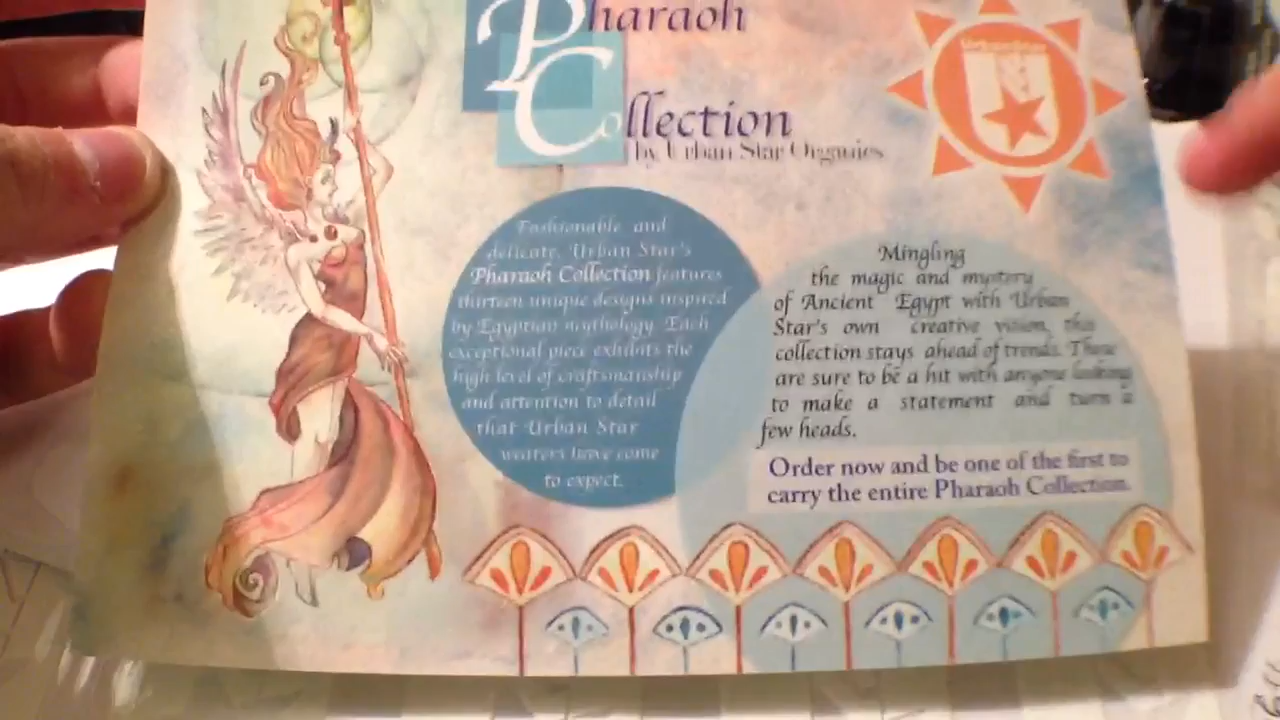 Pharaoh
Collection
by Urban Star Organics
UrbanStar
Fashionable and
delicate, Urban Star's
Pharaoh Collection features
thirteen unique designs inspired
by Egyptian mythology. Each
exceptional piece exhibits the
high level of craftsmanship
and attention to detail
that Urban Star
wearers have come
to expect.
Mingling
the magic and mystery
of Ancient Egypt with Urban
Star's own creative vision, this
collection stays ahead of trends. These
are sure to be a hit with anyone looking
to make a statement and turn a
few heads.
Order now and be one of the first to
carry the entire Pharaoh Collection.